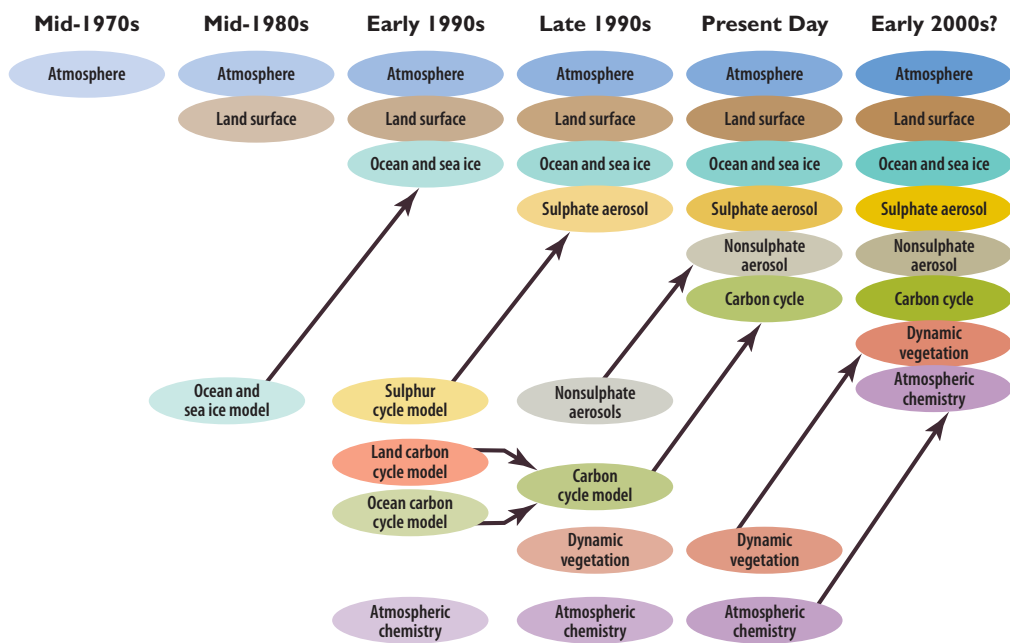 Mid-1970s
Mid-1980s
Early 1990s
Late 1990s
Present Day
Early 2000s?
Atmosphere
Atmosphere
Atmosphere
Atmosphere
Atmosphere
Atmosphere
Land surface
Land surface
Land surface
Land surface
Land surface
Ocean and sea ice
Ocean and sea ice
Ocean and sea ice
Ocean and sea ice
Sulphate aerosol
Sulphate aerosol
Sulphate aerosol
Nonsulphate
aerosol
Nonsulphate
aerosol
Carbon cycle
Carbon cycle
Dynamic
vegetation
Atmospheric
chemistry
Ocean and
sea ice model
Sulphur
cycle model
Nonsulphate
aerosols
Land carbon
cycle model
Carbon
cycle model
Ocean carbon
cycle model
Dynamic
vegetation
Dynamic
vegetation
Atmospheric
chemistry
Atmospheric
chemistry
Atmospheric
chemistry